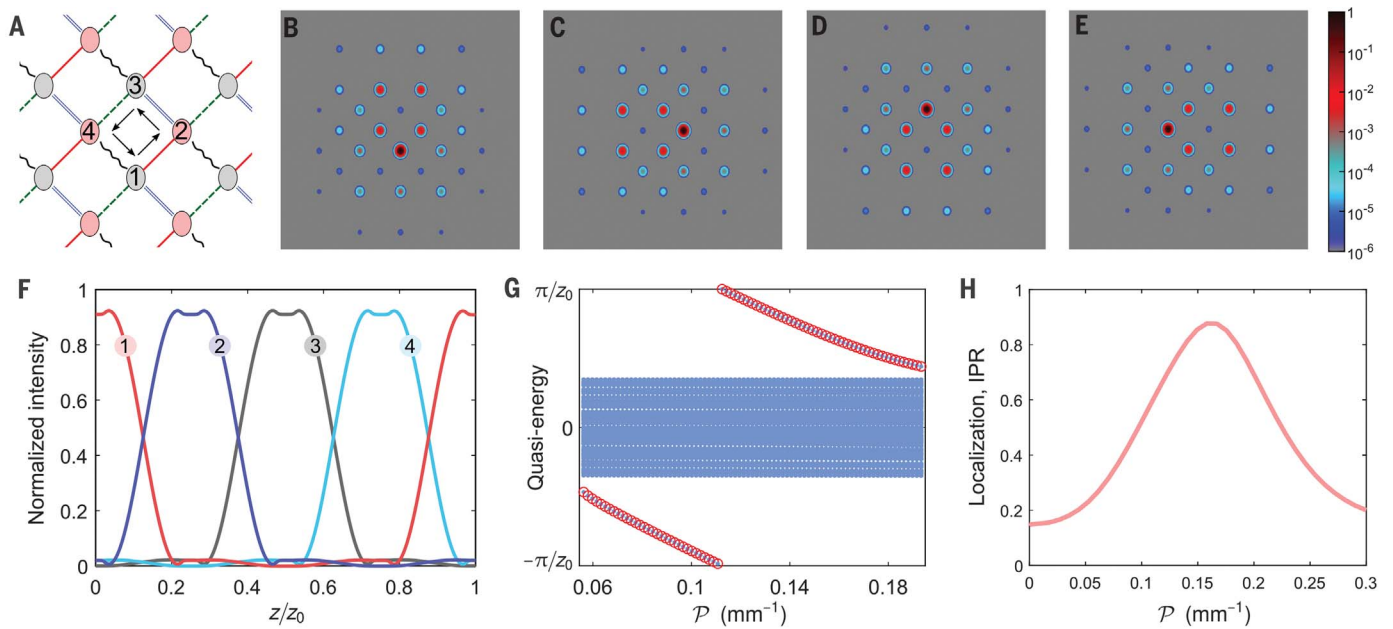 A
3
4
2
1
B
C
D
E
1
10⁻¹
10⁻²
10⁻³
10⁻⁴
10⁻⁵
10⁻⁶
F
Normalized intensity
1
0.8
0.6
0.4
0.2
0
1
2
3
4
0
0.2
0.4
0.6
0.8
1
z/z₀
G
Quasi-energy
π/z₀
0
−π/z₀
0.06
0.1
0.14
0.18
𝒫 (mm⁻¹)
H
Localization, IPR
1
0.8
0.6
0.4
0.2
0
0
0.05
0.1
0.15
0.2
0.25
0.3
𝒫 (mm⁻¹)